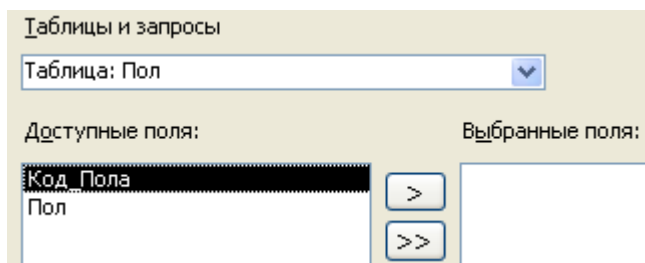 Таблицы и запросы
Таблица: Пол
Доступные поля:
Выбранные поля:
Код_Пола
>
Пол
>>